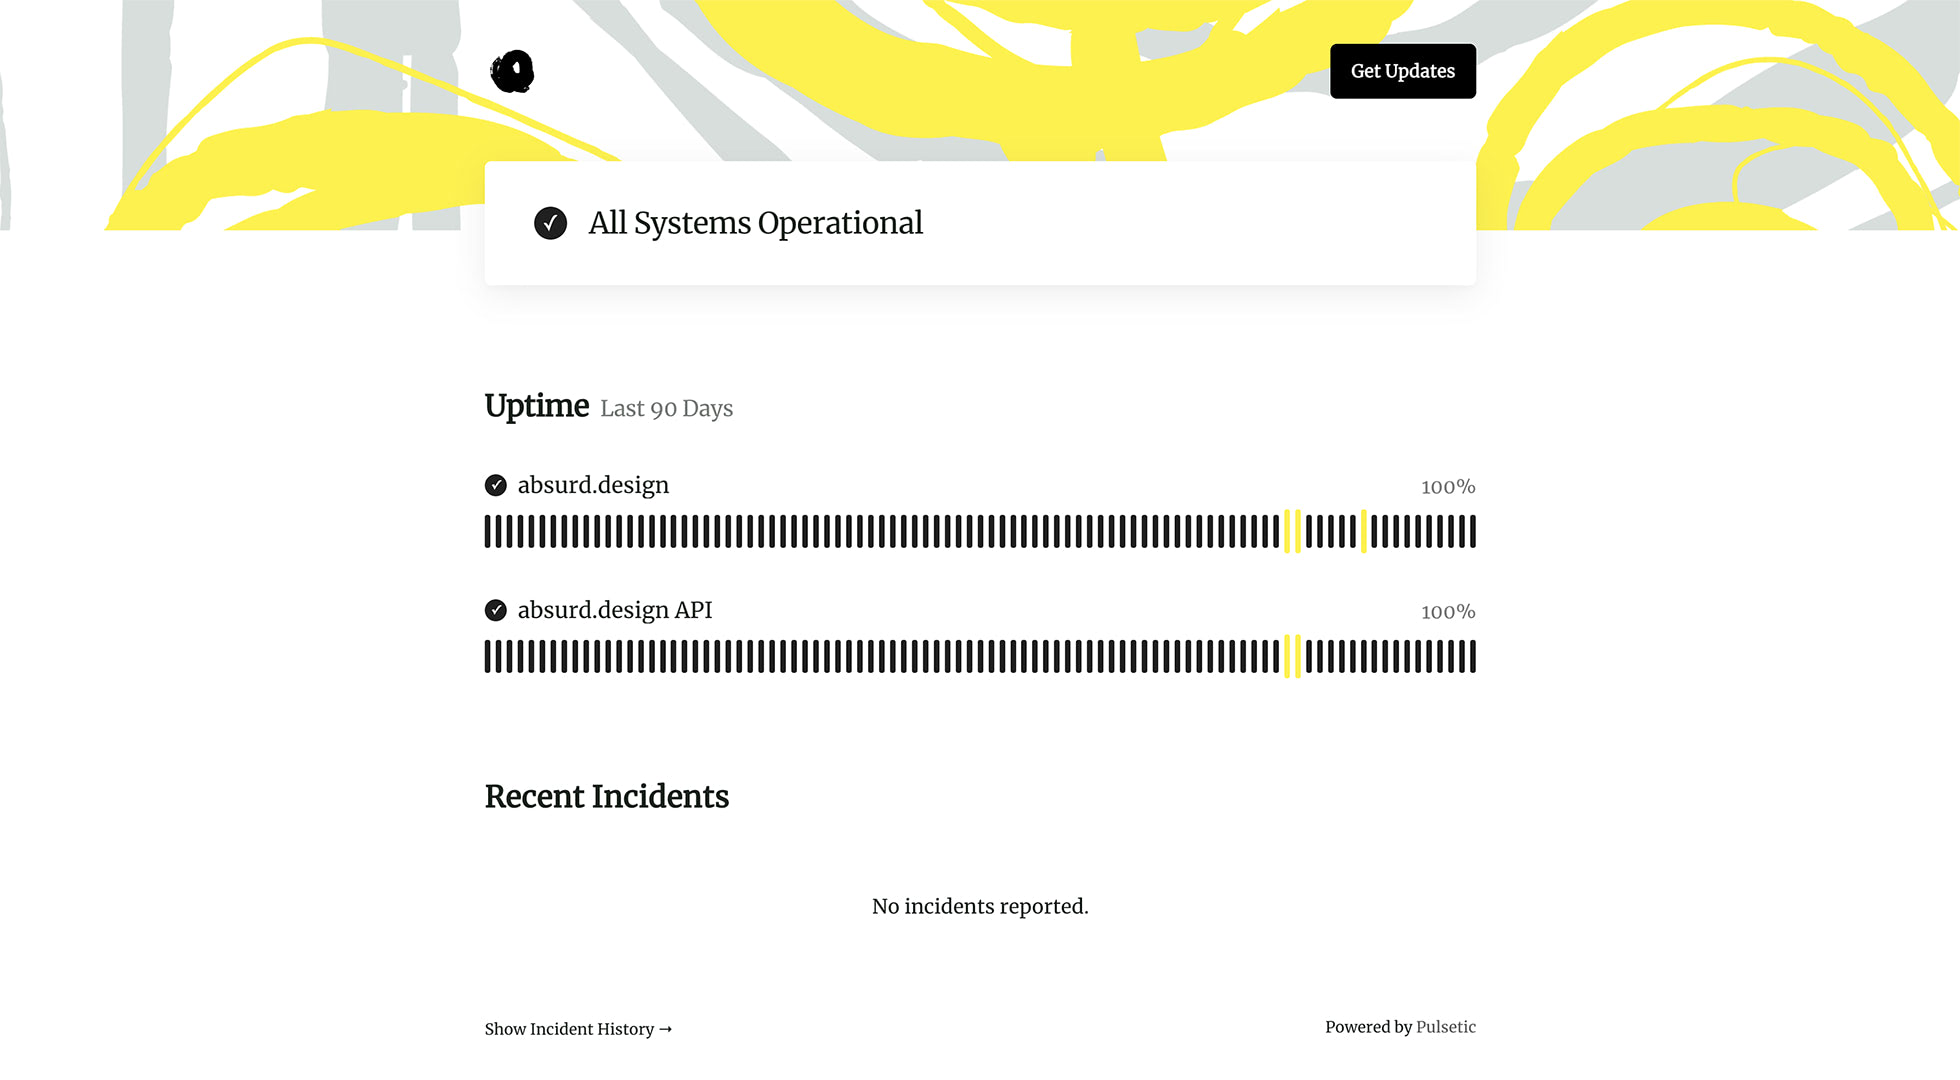 Get Updates
All Systems Operational
Uptime Last 90 Days
absurd.design 100%
absurd.design API 100%
Recent Incidents
No incidents reported.
Show Incident History → Powered by Pulsetic